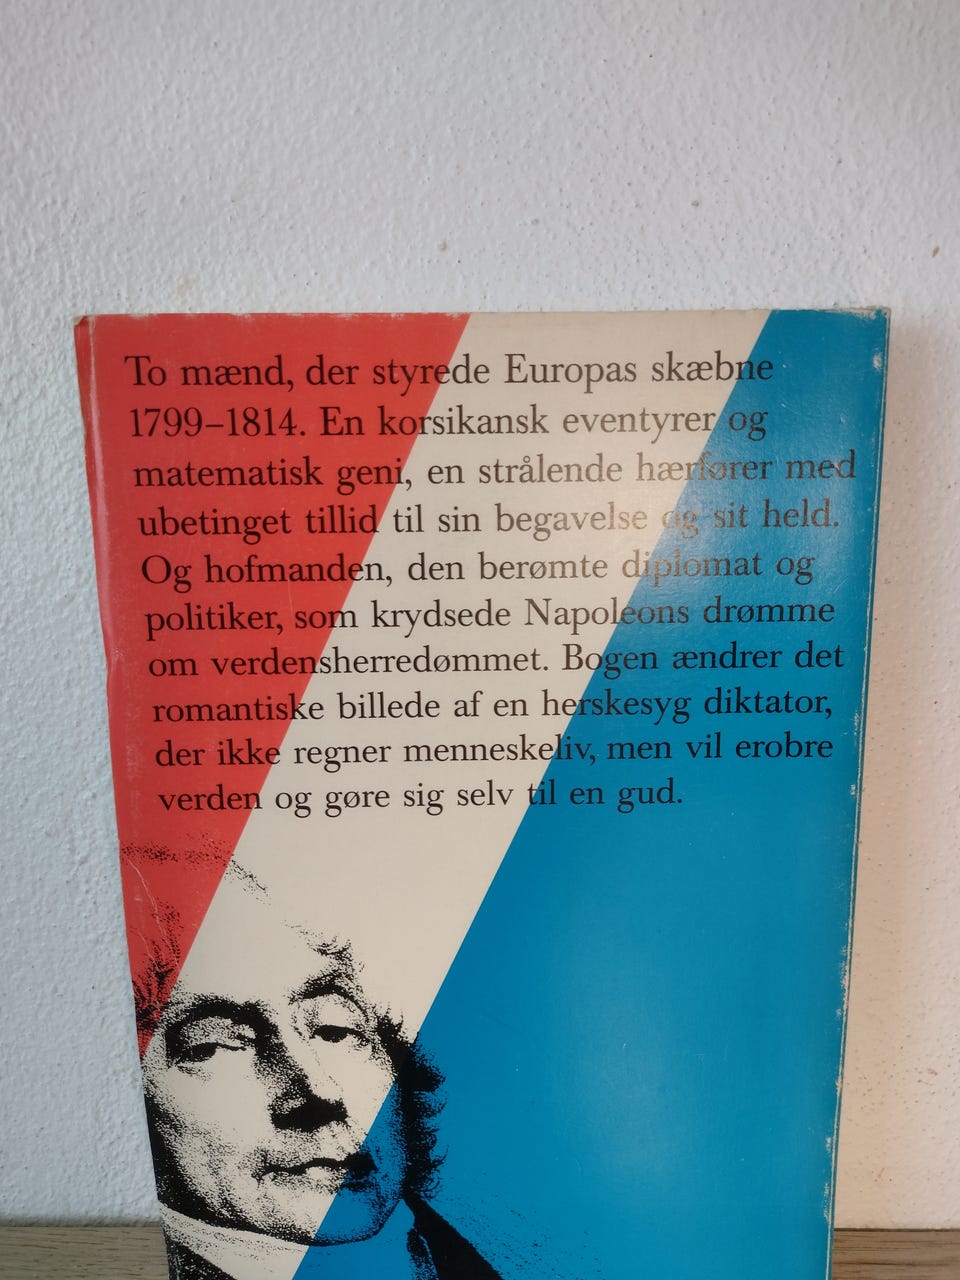 To mænd, der styrede Europas skæbne
1799–1814. En korsikansk eventyrer og
matematisk geni, en strålende hærfører med
ubetinget tillid til sin begavelse og sit held.
Og hofmanden, den berømte diplomat og
politiker, som krydsede Napoleons drømme
om verdensherredømmet. Bogen ændrer det
romantiske billede af en herskesyg diktator,
der ikke regner menneskeliv, men vil erobre
verden og gøre sig selv til en gud.